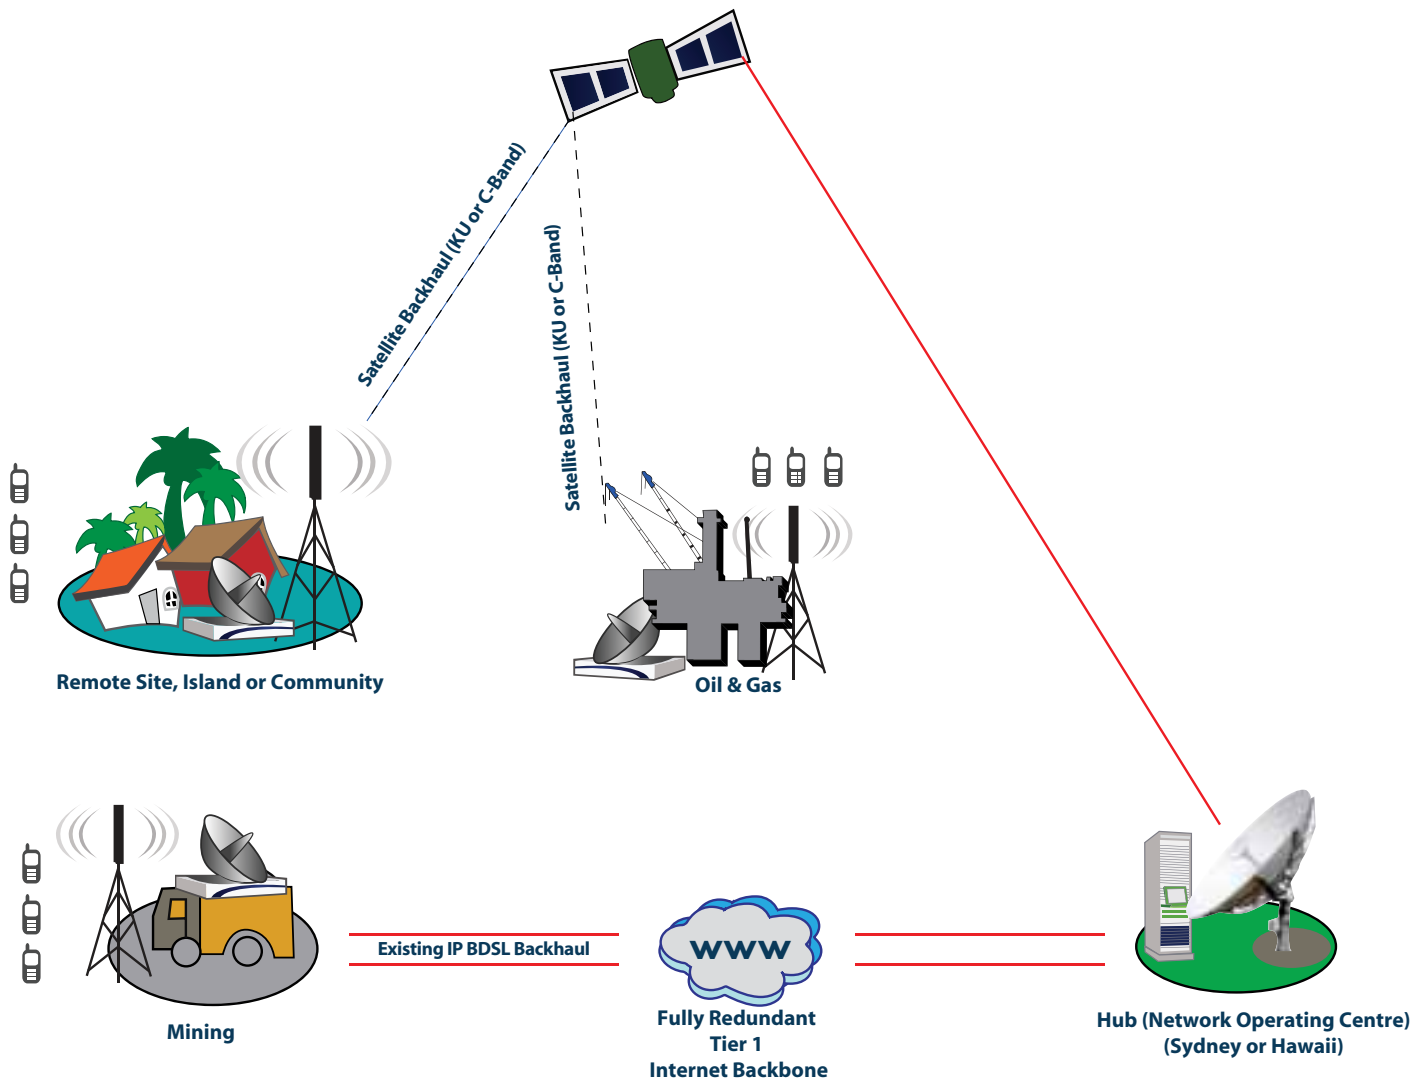 Satellite Backhaul (KU or C-Band)
Satellite Backhaul (KU or C-Band)
Remote Site, Island or Community
Oil & Gas
Existing IP BDSL Backhaul
www
Mining
Fully Redundant
Tier 1
Internet Backbone
Hub (Network Operating Centre)
(Sydney or Hawaii)